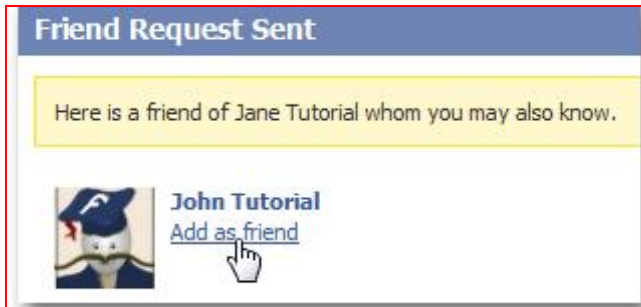 Friend Request Sent
Here is a friend of Jane Tutorial whom you may also know.
John Tutorial
Add as friend